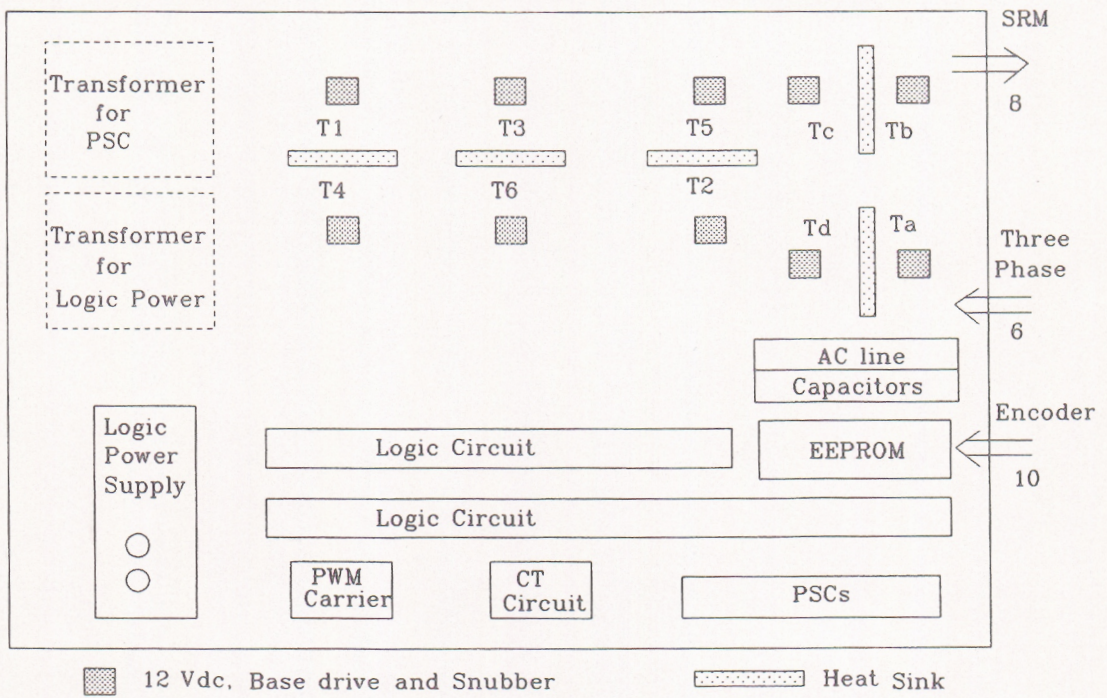 SRM
8
Transformer
for
PSC
T1
T3
T5
Tc
Tb
T4
T6
T2
Transformer
for
Logic Power
Td
Ta
Three
Phase
6
AC line
Capacitors
Logic
Power
Supply
Logic Circuit
EEPROM
Encoder
10
Logic Circuit
PWM
Carrier
CT
Circuit
PSCs
12 Vdc, Base drive and Snubber
Heat Sink